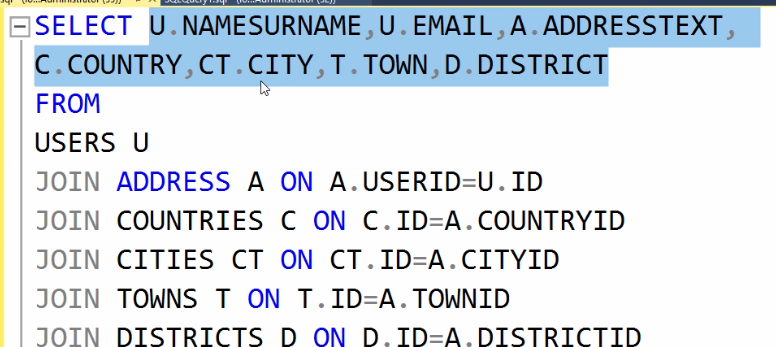 SELECT U.NAMESURNAME,U.EMAIL,A.ADDRESSTEXT,
C.COUNTRY,CT.CITY,T.TOWN,D.DISTRICT
FROM
USERS U
JOIN ADDRESS A ON A.USERID=U.ID
JOIN COUNTRIES C ON C.ID=A.COUNTRYID
JOIN CITIES CT ON CT.ID=A.CITYID
JOIN TOWNS T ON T.ID=A.TOWNID
JOIN DISTRICTS D ON D.ID=A.DISTRICTID